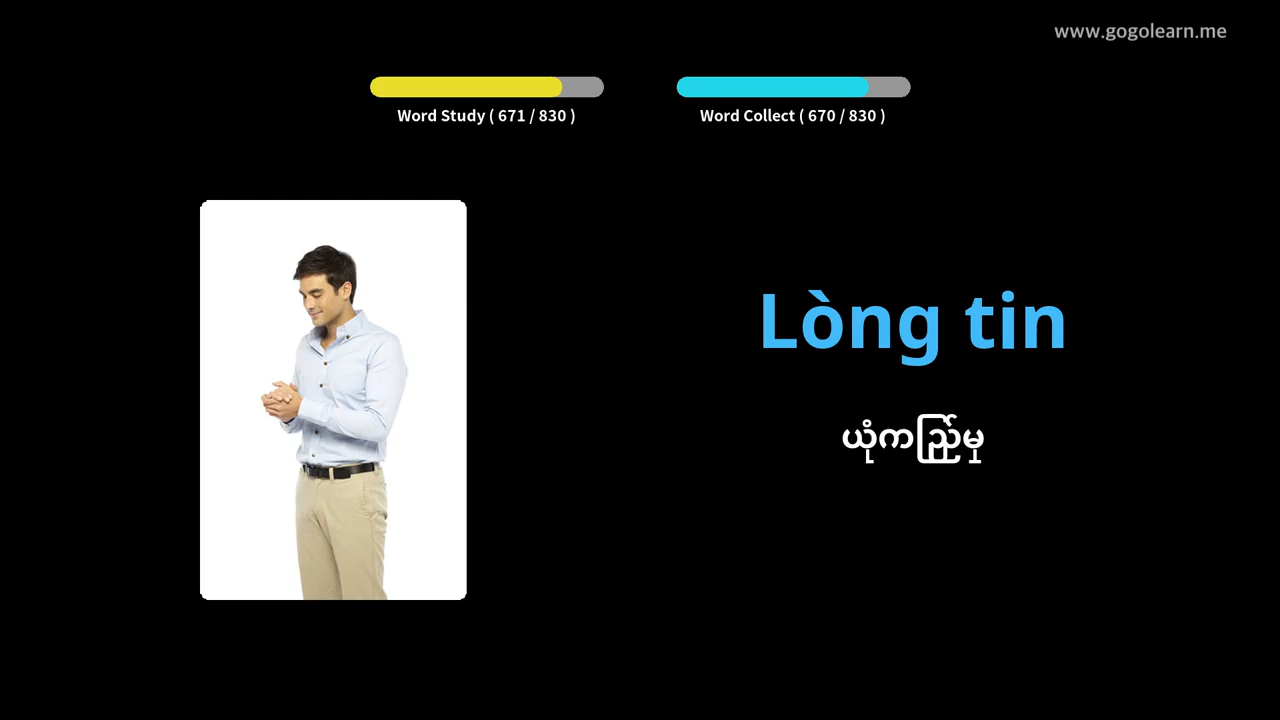 www.gogolearn.me
Word Study ( 671 / 830 )
Word Collect ( 670 / 830 )
Lòng tin
ယုံကြည်မှု